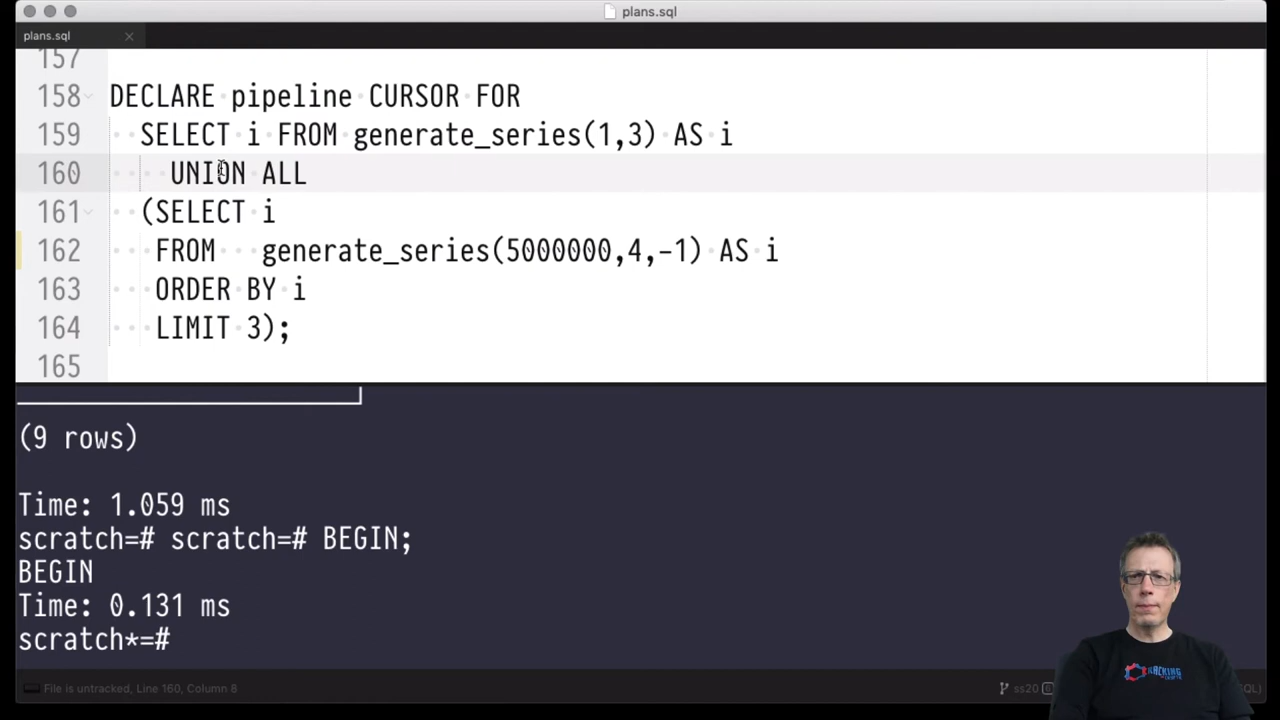 plans.sql
plans.sql
157
158 DECLARE pipeline CURSOR FOR
159 SELECT i FROM generate_series(1,3) AS i
160 UNION ALL
161 (SELECT i
162 FROM generate_series(5000000,4,-1) AS i
163 ORDER BY i
164 LIMIT 3);
165
(9 rows)
Time: 1.059 ms
scratch=# scratch=# BEGIN;
BEGIN
Time: 0.131 ms
scratch*=#
File is untracked, Line 160, Column 8
ss20